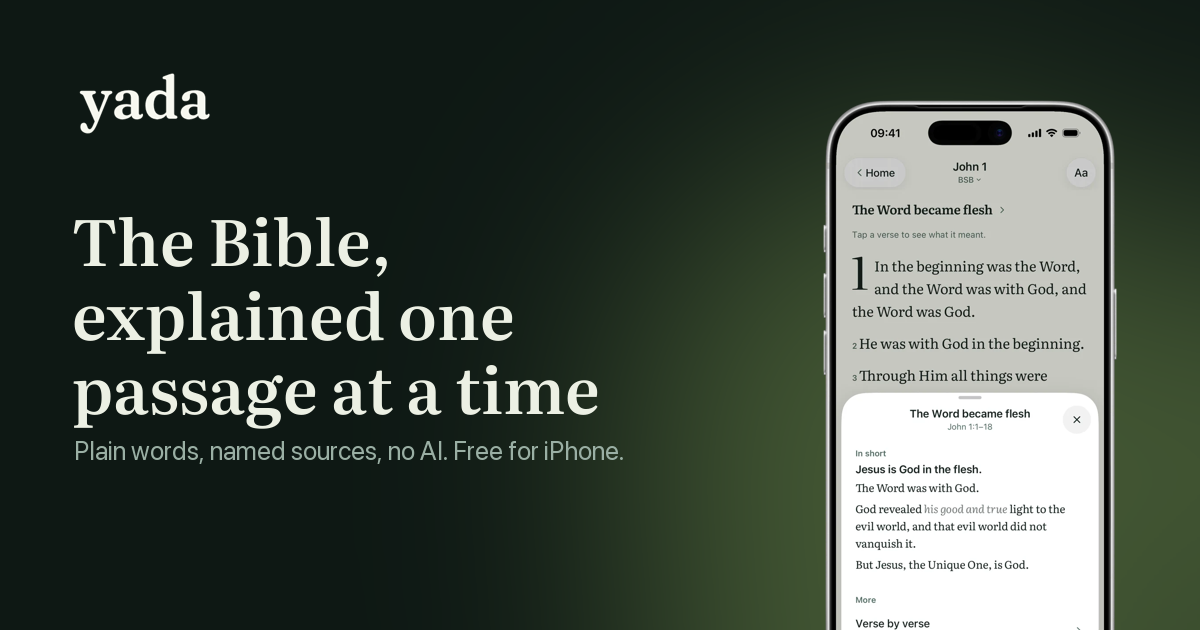 yada
The Bible,
explained one
passage at a time
Plain words, named sources, no AI. Free for iPhone.
09:41
Home
John 1
BSB
Aa
The Word became flesh
Tap a verse to see what it meant.
1 In the beginning was the Word,
and the Word was with God, and
the Word was God.
2 He was with God in the beginning.
3 Through Him all things were
The Word became flesh
John 1:1–18
In short
Jesus is God in the flesh.
The Word was with God.
God revealed his good and true light to the
evil world, and that evil world did not
vanquish it.
But Jesus, the Unique One, is God.
More
Verse by verse